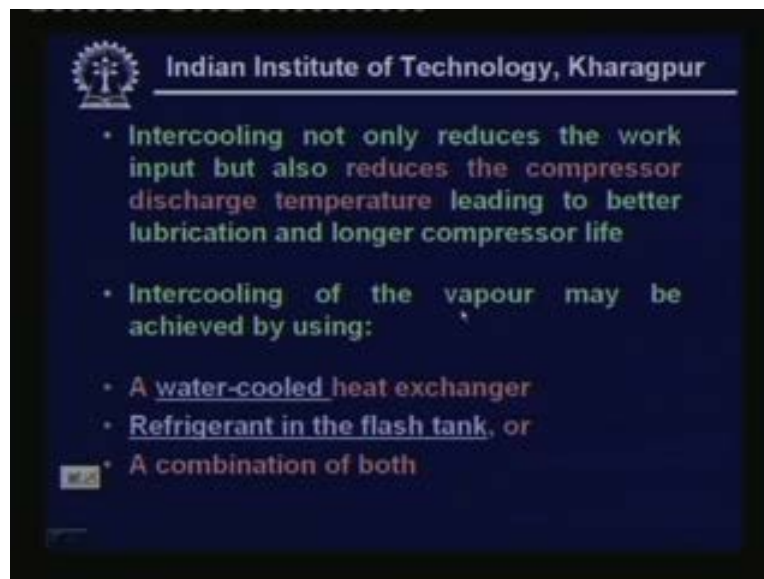 Indian Institute of Technology, Kharagpur
• Intercooling not only reduces the work
input but also reduces the compressor
discharge temperature leading to better
lubrication and longer compressor life
• Intercooling of the vapour may be
achieved by using:
• A water-cooled heat exchanger
• Refrigerant in the flash tank, or
• A combination of both